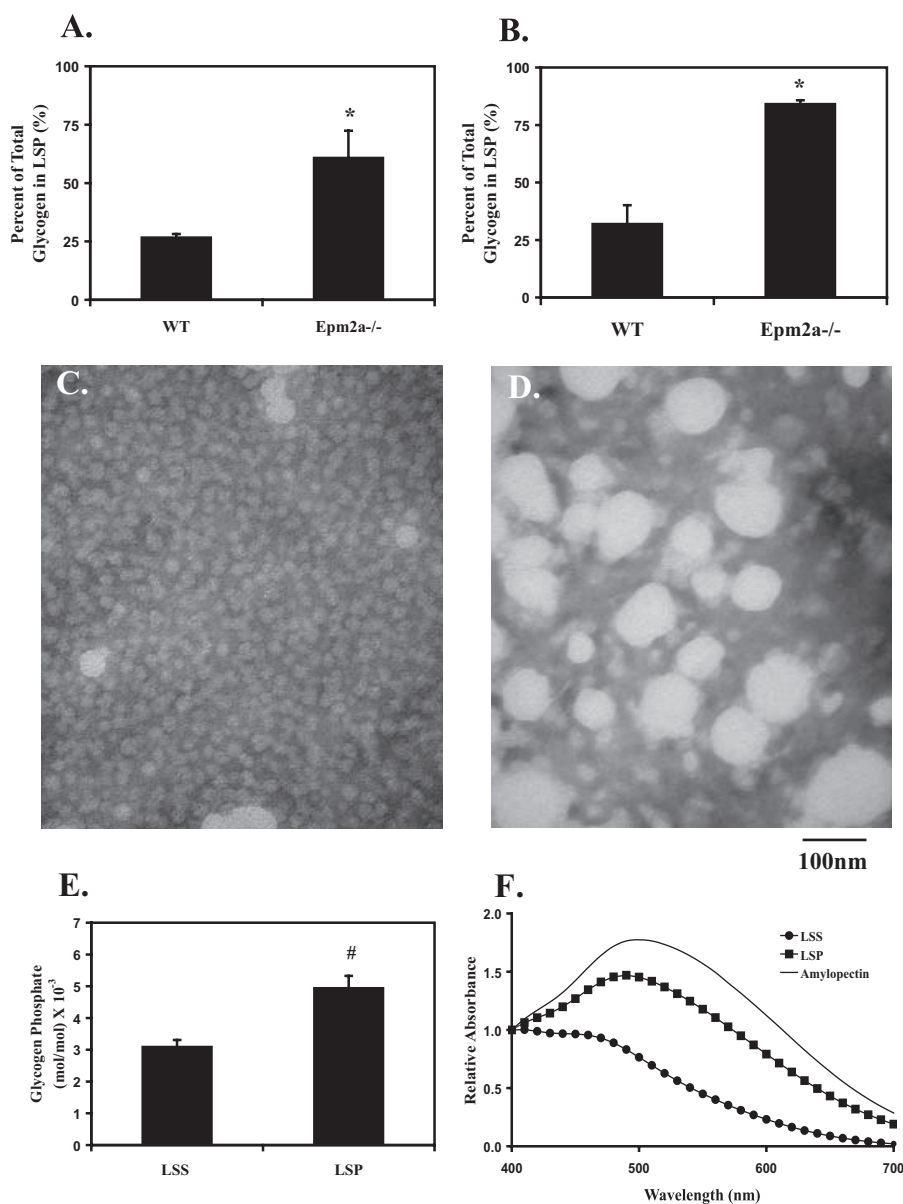 A.
Percent of Total
Glycogen in LSP (%)
100
75
50
25
0
*
WT
Epm2a-/-
B.
Percent of Total
Glycogen in LSP (%)
100
75
50
25
0
*
WT
Epm2a-/-
C.
D.
100nm
E.
Glycogen Phosphate
(mol/mol) X 10⁻³
7
6
5
4
3
2
1
0
#
LSS
LSP
F.
Relative Absorbance
2.0
1.5
1.0
0.5
0.0
LSS
LSP
Amylopectin
400
500
600
700
Wavelength (nm)